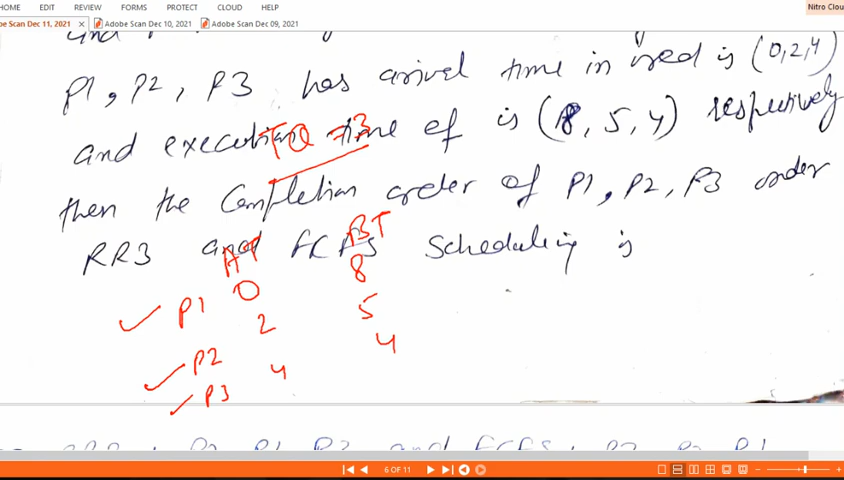 EDIT VIEW REVIEW FORMS PROTECT CLOUD HELP Nitro Clou
be Scan Dec 11, 2021 × Adobe Scan Dec 10, 2021 Adobe Scan Dec 09, 2021
P1, P2, P3 has arrival time in is (0,2,4)
and execution time of is (8, 5, 4) respectively
TQ - 3
then the Completion order of P1, P2, P3 order
RR3 and FCFS Scheduling is
AT BT
P1 0 8
P2 2 5
P3 4 4
6 OF 11